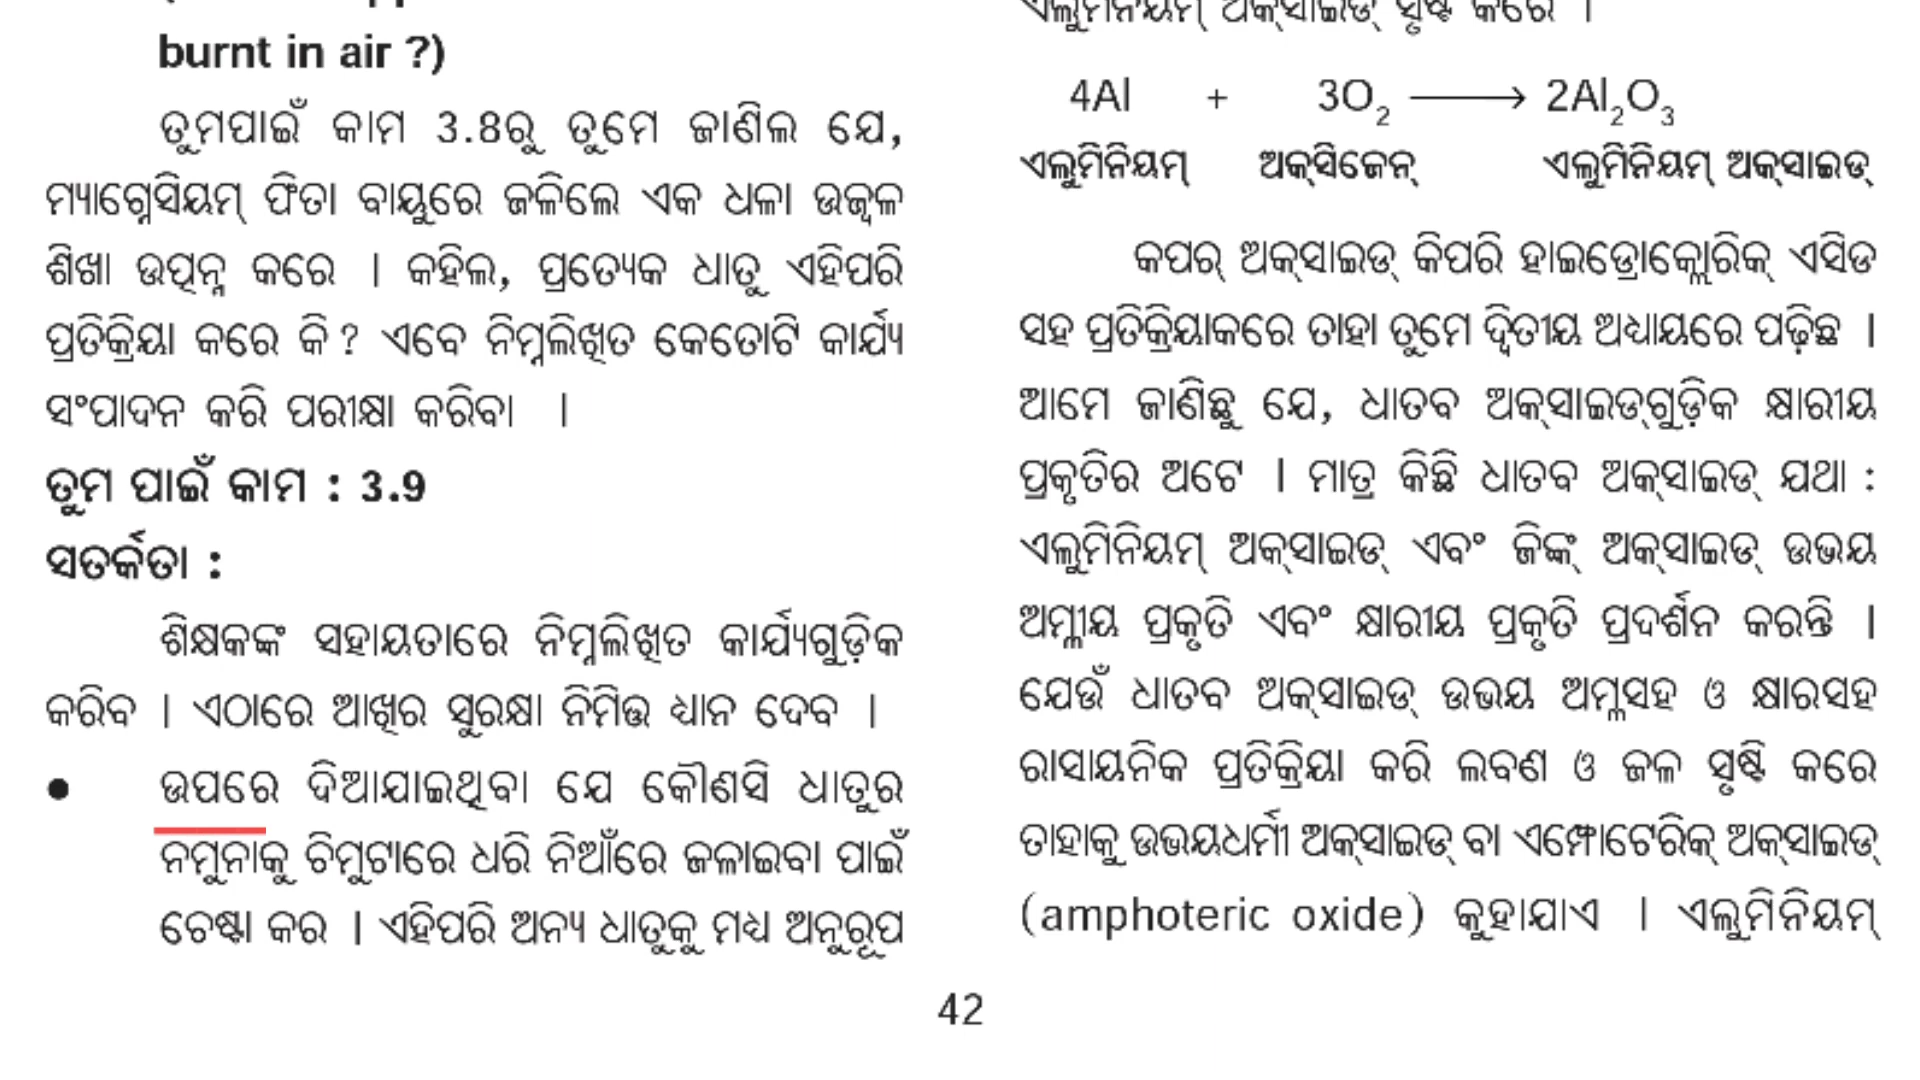 burnt in air ?)
ତୁମପାଇଁ କାମ 3.8ରୁ ତୁମେ ଜାଣିଲ ଯେ,
ମ୍ୟାଗ୍ନେସିୟମ୍ ଫିତା ବାୟୁରେ ଜଳିଲେ ଏକ ଧଳା ଉଜ୍ଵଳ
ଶିଖା ଉତ୍ପନ୍ନ କରେ । କହିଲ, ପ୍ରତ୍ୟେକ ଧାତୁ ଏହିପରି
ପ୍ରତିକ୍ରିୟା କରେ କି ? ଏବେ ନିମ୍ନଲିଖିତ କେତୋଟି କାର୍ଯ୍ୟ
ସଂପାଦନ କରି ପରୀକ୍ଷା କରିବା ।
ତୁମ ପାଇଁ କାମ : 3.9
ସତର୍କତା :
ଶିକ୍ଷକଙ୍କ ସହାୟତାରେ ନିମ୍ନଲିଖିତ କାର୍ଯ୍ୟଗୁଡ଼ିକ
କରିବ । ଏଠାରେ ଆଖିର ସୁରକ୍ଷା ନିମିତ୍ତ ଧ୍ୟାନ ଦେବ ।
● ଉପରେ ଦିଆଯାଇଥିବା ଯେ କୌଣସି ଧାତୁର
ନମୁନାକୁ ଚିମୁଟାରେ ଧରି ନିଆଁରେ ଜଳାଇବା ପାଇଁ
ଚେଷ୍ଟା କର । ଏହିପରି ଅନ୍ୟ ଧାତୁକୁ ମଧ୍ୟ ଅନୁରୂପ
ଏଲୁମିନିୟମ୍ ଅକ୍‌ସାଇଡ୍ ସୃଷ୍ଟି କରେ ।
4Al + 3O₂ ⟶ 2Al₂O₃
ଏଲୁମିନିୟମ୍ ଅକ୍‌ସିଜେନ୍ ଏଲୁମିନିୟମ୍ ଅକ୍‌ସାଇଡ୍
କପର୍ ଅକ୍‌ସାଇଡ୍ କିପରି ହାଇଡ୍ରୋକ୍ଲୋରିକ୍ ଏସିଡ
ସହ ପ୍ରତିକ୍ରିୟାକରେ ତାହା ତୁମେ ଦ୍ୱିତୀୟ ଅଧ୍ୟାୟରେ ପଢ଼ିଛ ।
ଆମେ ଜାଣିଛୁ ଯେ, ଧାତବ ଅକ୍‌ସାଇଡ୍‌ଗୁଡ଼ିକ କ୍ଷାରୀୟ
ପ୍ରକୃତିର ଅଟେ । ମାତ୍ର କିଛି ଧାତବ ଅକ୍‌ସାଇଡ୍ ଯଥା :
ଏଲୁମିନିୟମ୍ ଅକ୍‌ସାଇଡ୍ ଏବଂ ଜିଙ୍କ୍ ଅକ୍‌ସାଇଡ୍ ଉଭୟ
ଅମ୍ଳୀୟ ପ୍ରକୃତି ଏବଂ କ୍ଷାରୀୟ ପ୍ରକୃତି ପ୍ରଦର୍ଶନ କରନ୍ତି ।
ଯେଉଁ ଧାତବ ଅକ୍‌ସାଇଡ୍ ଉଭୟ ଅମ୍ଳସହ ଓ କ୍ଷାରସହ
ରାସାୟନିକ ପ୍ରତିକ୍ରିୟା କରି ଲବଣ ଓ ଜଳ ସୃଷ୍ଟି କରେ
ତାହାକୁ ଉଭୟଧର୍ମୀ ଅକ୍‌ସାଇଡ୍ ବା ଏମ୍ଫୋଟେରିକ୍ ଅକ୍‌ସାଇଡ୍
(amphoteric oxide) କୁହାଯାଏ । ଏଲୁମିନିୟମ୍
42